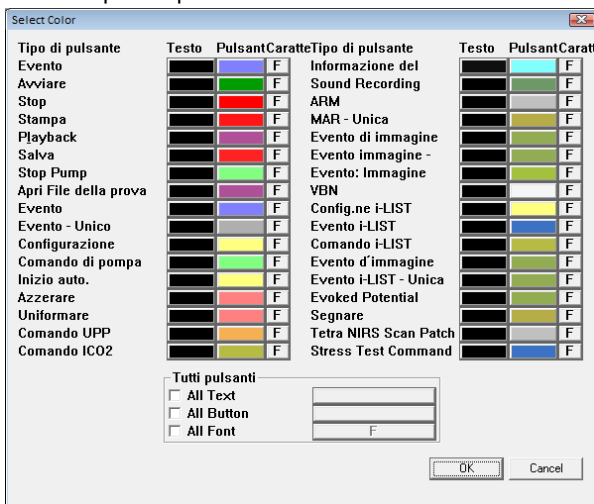 Select Color
Tipo di pulsante Testo PulsantCaratteTipo di pulsante Testo PulsantCaratt
Evento F Informazione del F
Avviare F Sound Recording F
Stop F ARM F
Stampa F MAR - Unica F
Playback F Evento di immagine F
Salva F Evento immagine - F
Stop Pump F Evento: Immagine F
Apri File della prova F VBN F
Evento F Config.ne i-LIST F
Evento - Unico F Evento i-LIST F
Configurazione F Comando i-LIST F
Comando di pompa F Evento d´immagine F
Inizio auto. F Evento i-LIST - Unica F
Azzerare F Evoked Potential F
Uniformare F Segnare F
Comando UPP F Tetra NIRS Scan Patch F
Comando ICO2 F Stress Test Command F
Tutti pulsanti
All Text
All Button
All Font F
OK Cancel